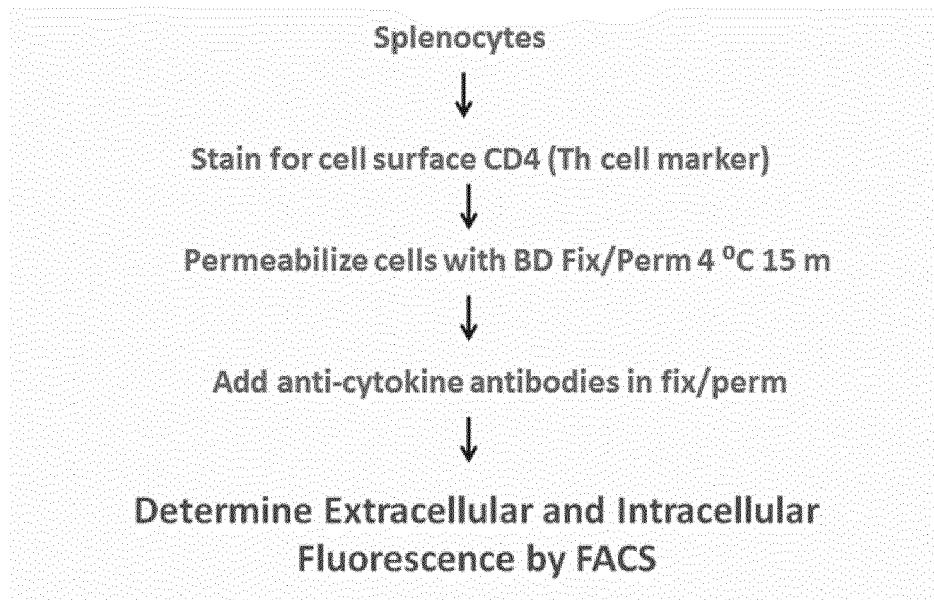 Splenocytes
Stain for cell surface CD4 (Th cell marker)
Permeabilize cells with BD Fix/Perm 4 ⁰C 15 m
Add anti-cytokine antibodies in fix/perm
Determine Extracellular and Intracellular
Fluorescence by FACS